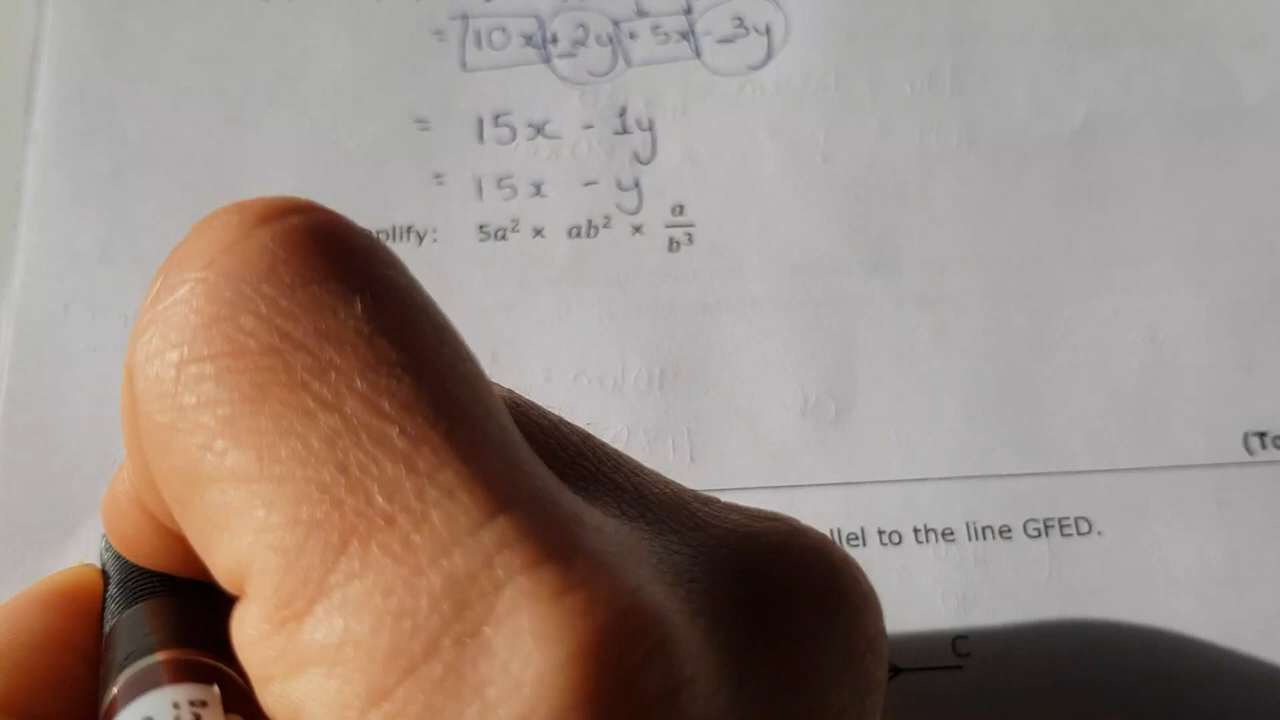 = 10x + 2y + 5x - 3y
= 15x - 1y
= 15x - y
plify: 5a² × ab² × a/b³
(To
llel to the line GFED.
C